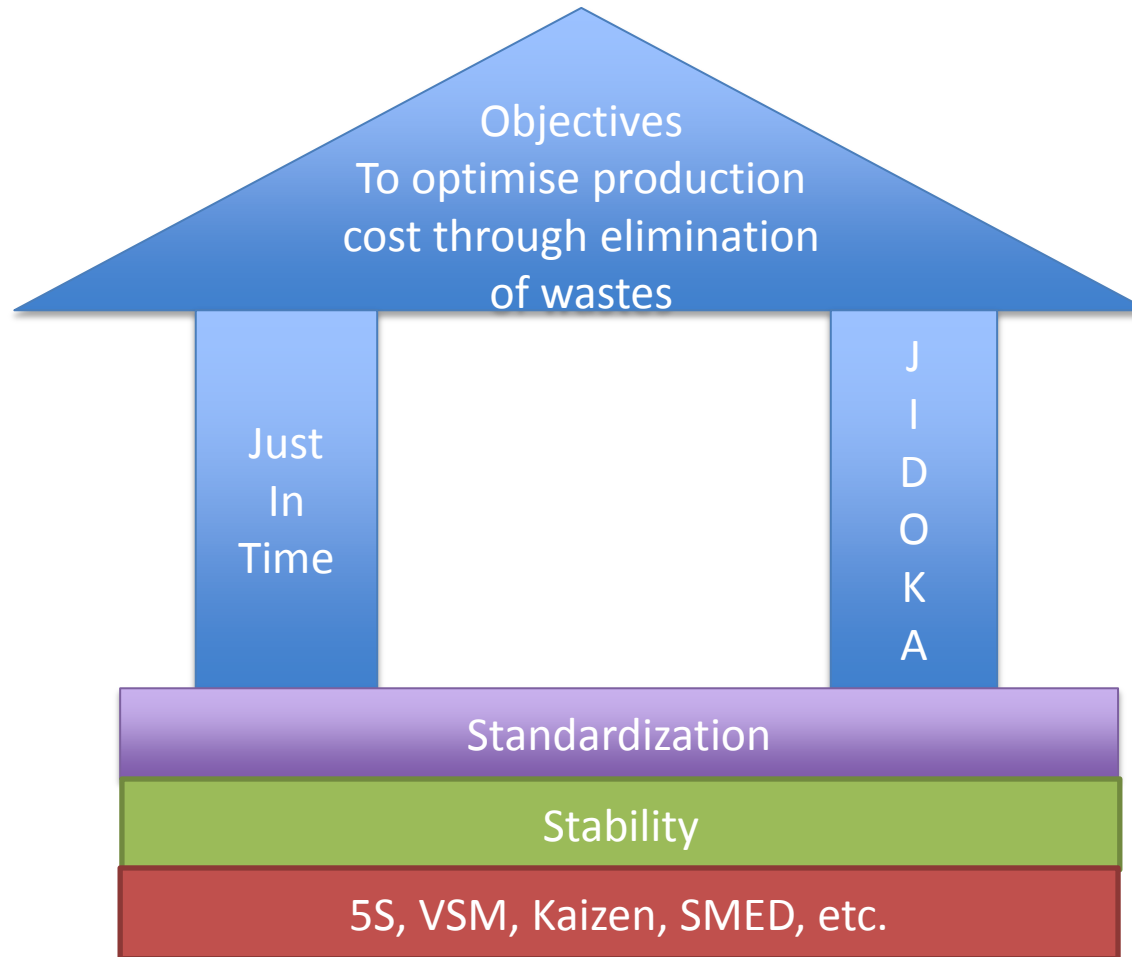 Objectives
To optimise production
cost through elimination
of wastes
Just
In
Time
J
I
D
O
K
A
Standardization
Stability
5S, VSM, Kaizen, SMED, etc.